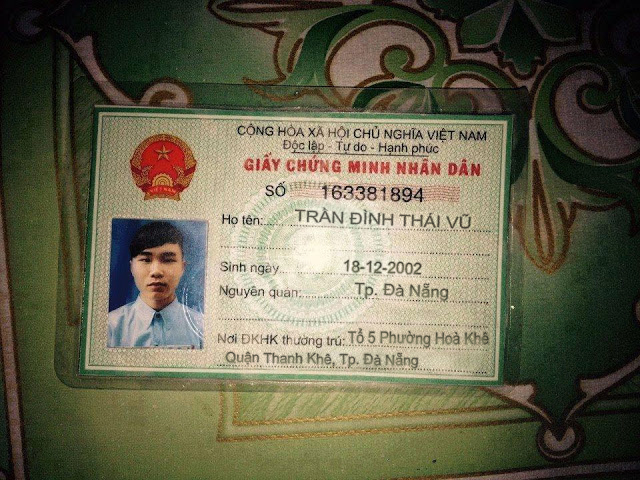 CỘNG HÒA XÃ HỘI CHỦ NGHĨA VIỆT NAM
Độc lập - Tự do - Hạnh phúc
GIẤY CHỨNG MINH NHÂN DÂN
SỐ 163381894
Họ tên: TRẦN ĐÌNH THÁI VŨ
Sinh ngày 18-12-2002
Nguyên quán: Tp. Đà Nẵng
Nơi ĐKHK thường trú: Tổ 5 Phường Hoà Khê
Quận Thanh Khê, Tp. Đà Nẵng
VIỆT NAM